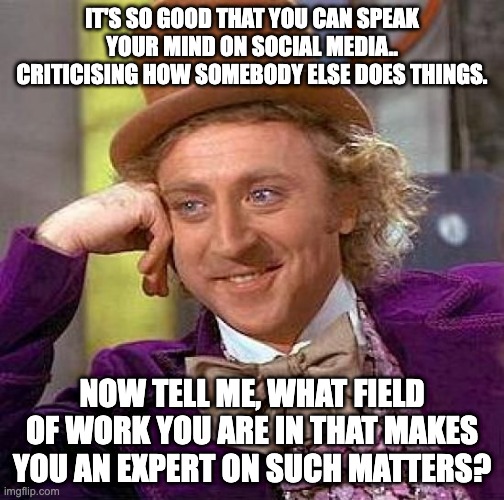 IT'S SO GOOD THAT YOU CAN SPEAK
YOUR MIND ON SOCIAL MEDIA..
CRITICISING HOW SOMEBODY ELSE DOES THINGS.
NOW TELL ME, WHAT FIELD
OF WORK YOU ARE IN THAT MAKES
YOU AN EXPERT ON SUCH MATTERS?
imgflip.com